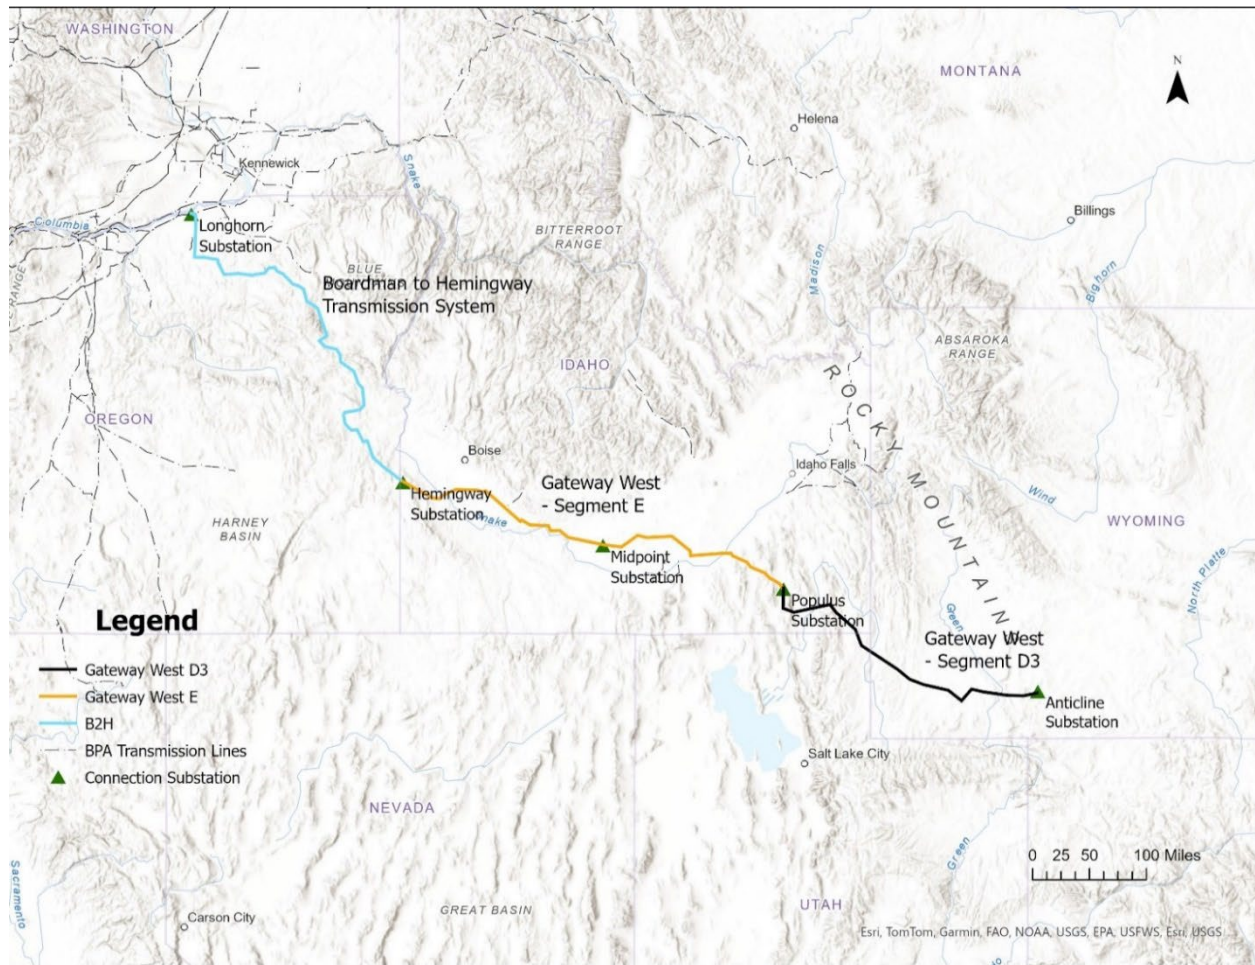 WASHINGTON
MONTANA
N
Helena
Kennewick
Snake
Columbia
Longhorn
Substation
BITTERROOT
RANGE
Billings
Madison
Bighorn
RANGE
BLUE
Boardman to Hemingway
Transmission System
ABSAROKA
RANGE
IDAHO
ROCKY MOUNTAINS
OREGON
Boise
Idaho Falls
Gateway West
- Segment E
Hemingway
Substation
Snake
Wind
WYOMING
HARNEY
BASIN
Midpoint
Substation
North Platte
Populus
Substation
Green
Gateway West
- Segment D3
Anticline
Substation
Legend
Gateway West D3
Gateway West E
B2H
BPA Transmission Lines
Connection Substation
Salt Lake City
NEVADA
Green
0 25 50 100 Miles
Sacramento
Carson City
GREAT BASIN
UTAH
Esri, TomTom, Garmin, FAO, NOAA, USGS, EPA, USFWS, Esri, USGS